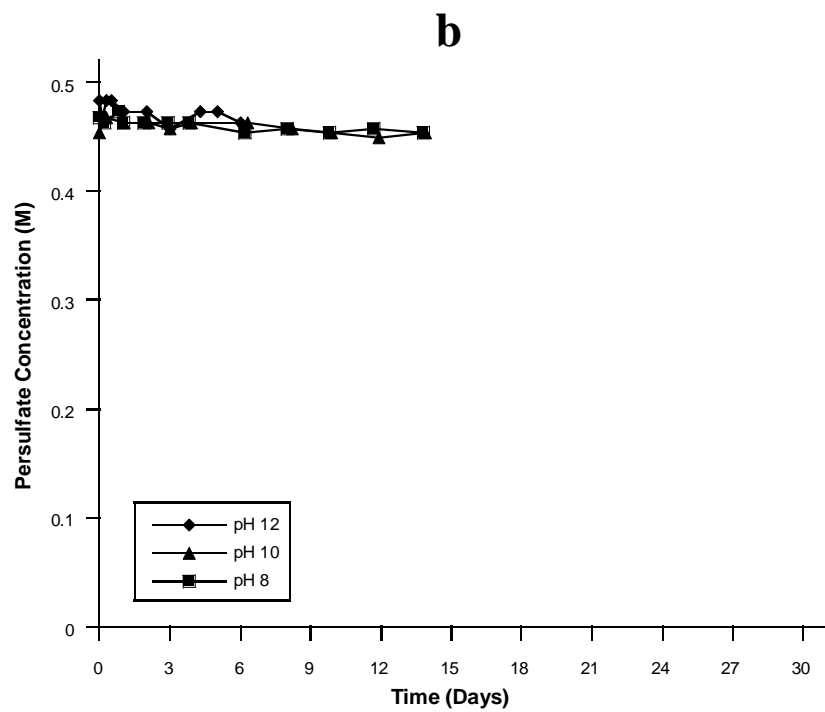 b
0.5
0.4
0.3
0.2
0.1
0
Persulfate Concentration (M)
pH 12
pH 10
pH 8
0 3 6 9 12 15 18 21 24 27 30
Time (Days)